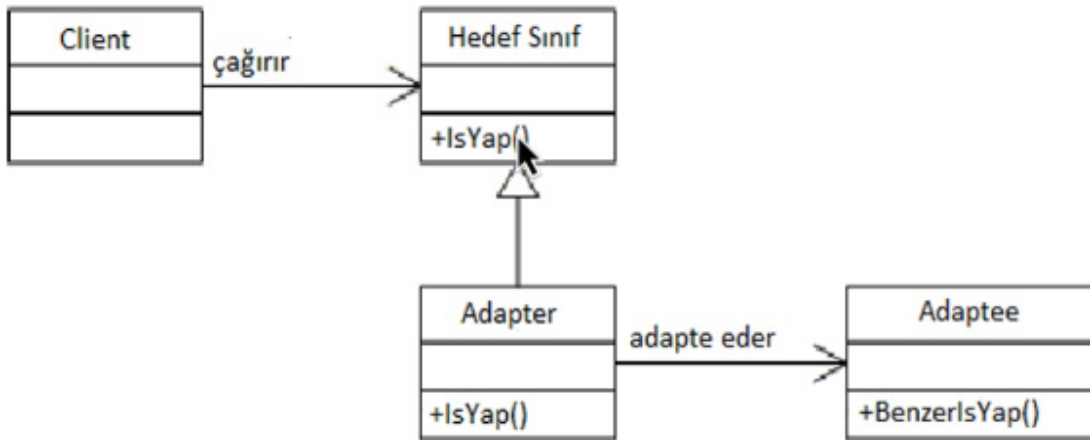 Client
çağırır
Hedef Sınıf
+IsYap()
Adapter
+IsYap()
adapte eder
Adaptee
+BenzerIsYap()